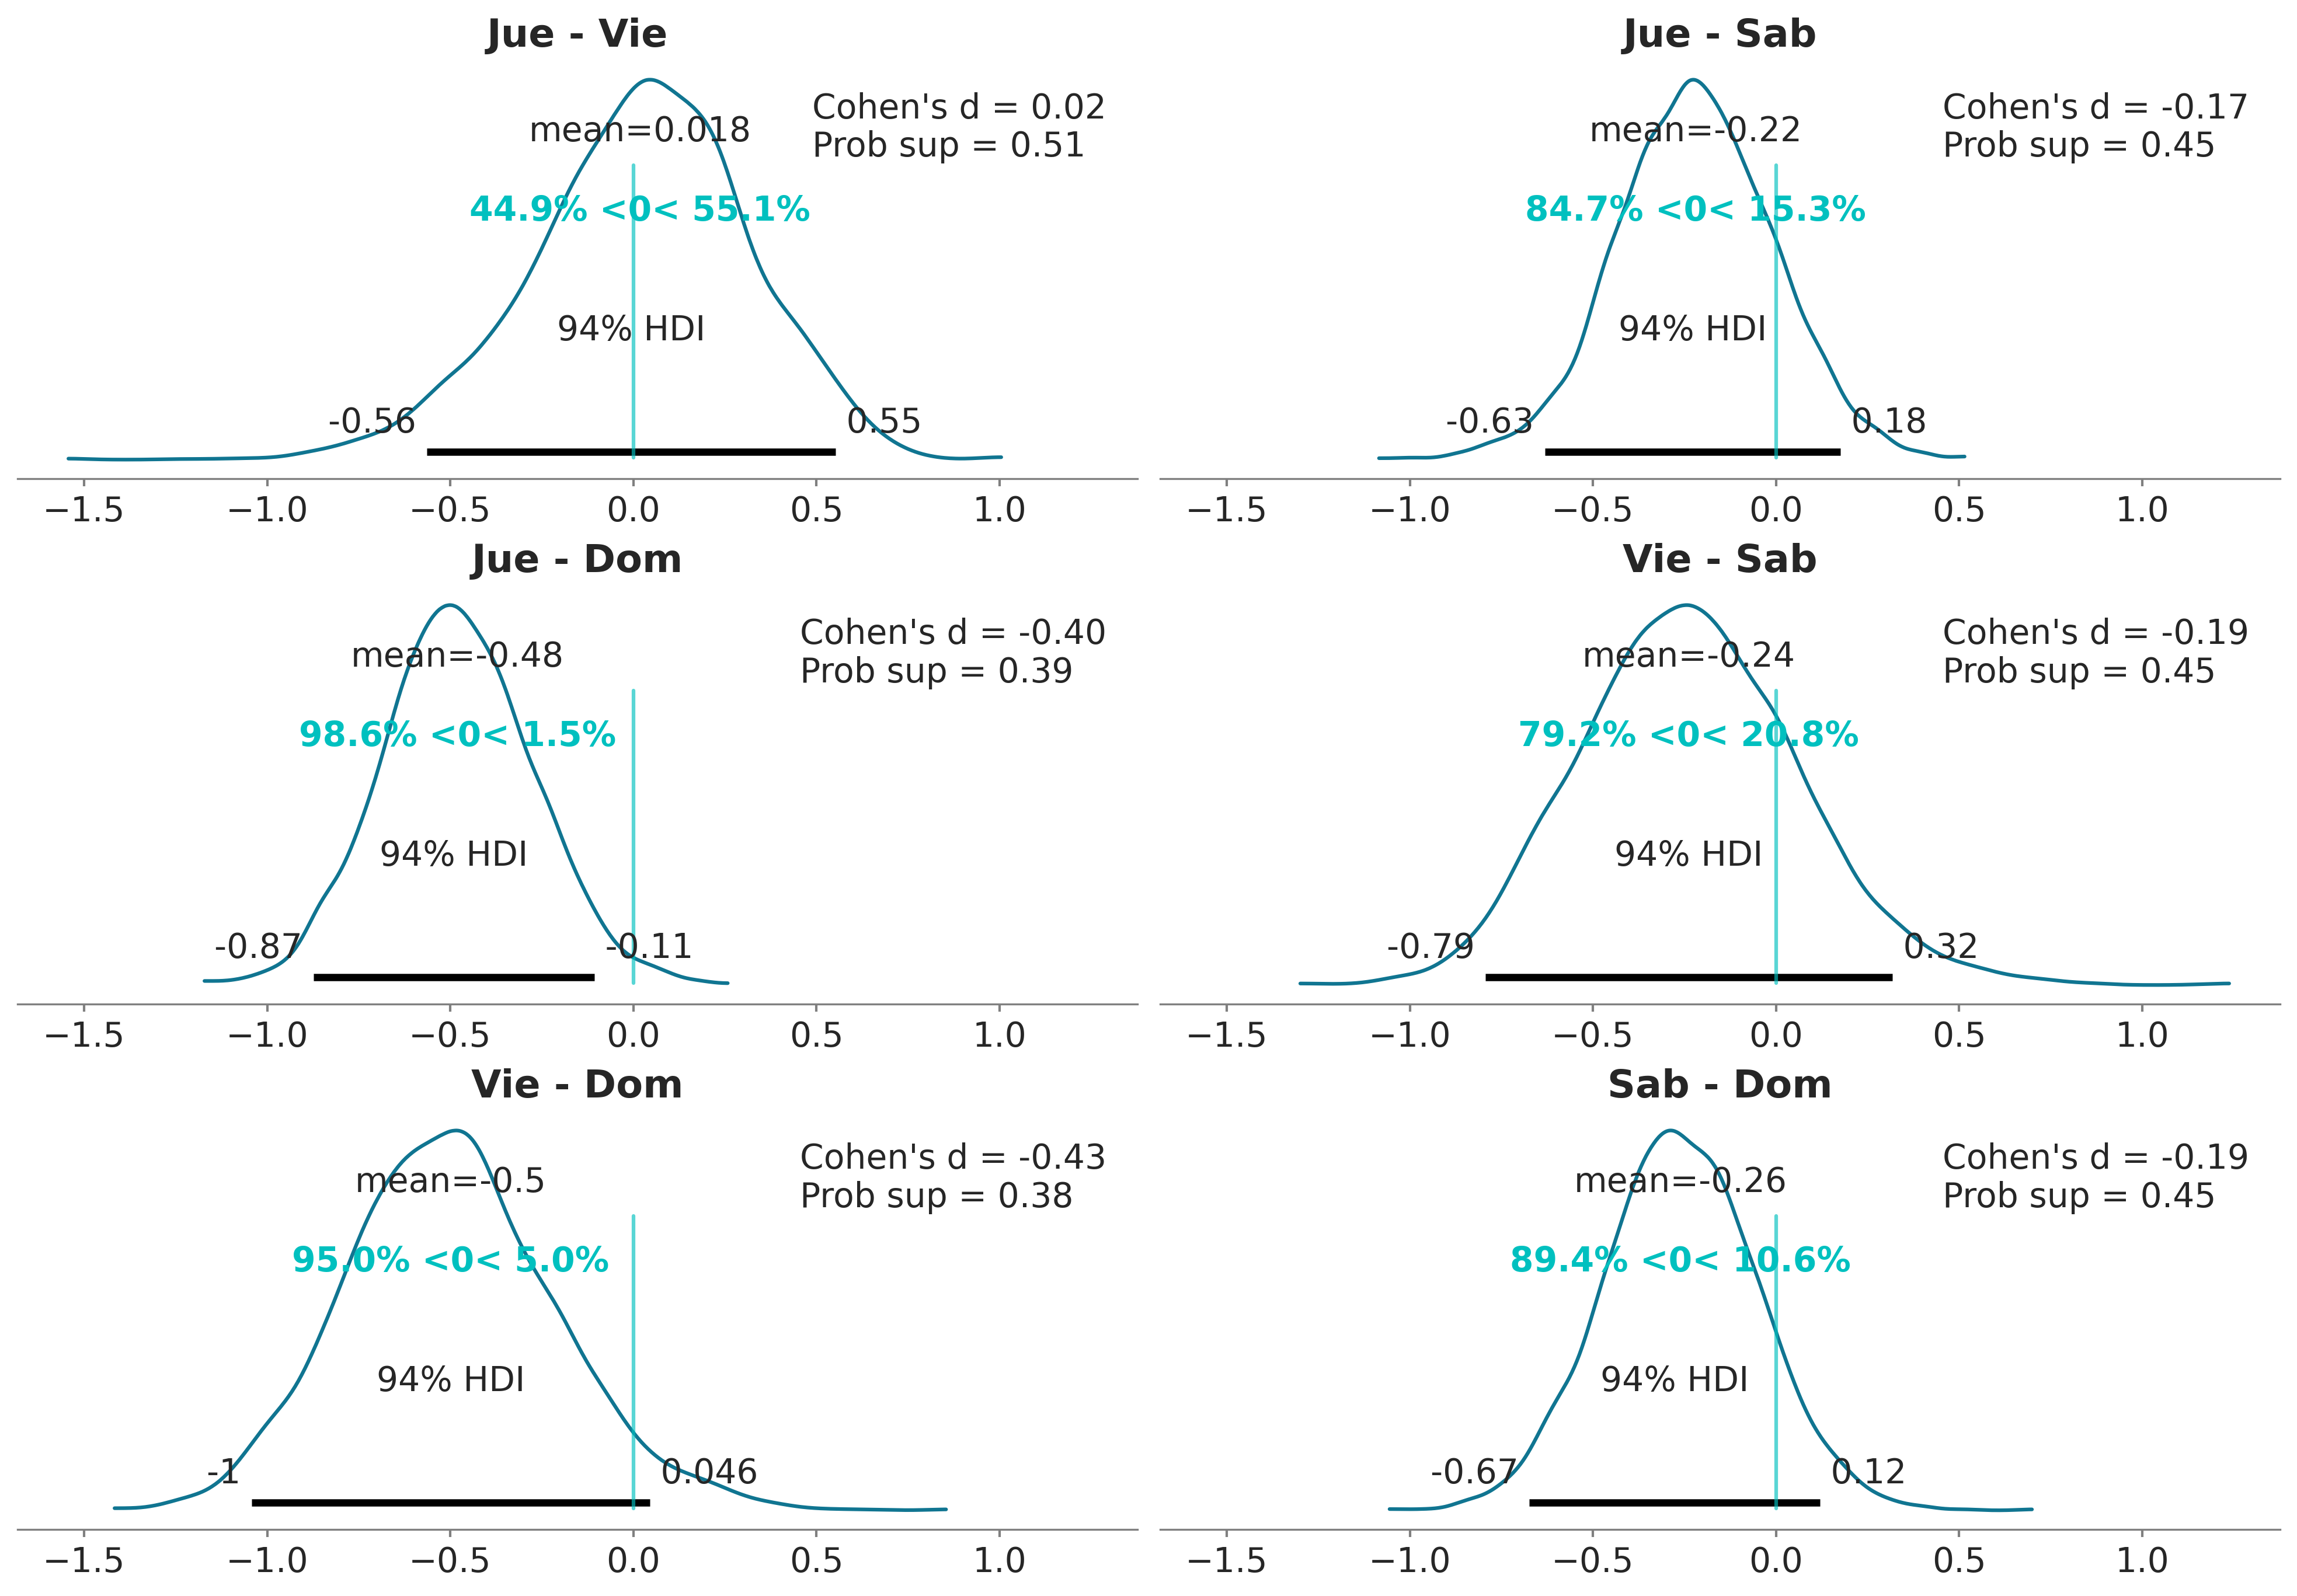 Jue - Vie
Cohen's d = 0.02
mean=0.018
Prob sup = 0.51
44.9% <0< 55.1%
94% HDI
-0.56
0.55
−1.5 −1.0 −0.5 0.0 0.5 1.0
Jue - Sab
Cohen's d = -0.17
mean=-0.22
Prob sup = 0.45
84.7% <0< 15.3%
94% HDI
-0.63
0.18
−1.5 −1.0 −0.5 0.0 0.5 1.0
Jue - Dom
Cohen's d = -0.40
mean=-0.48
Prob sup = 0.39
98.6% <0< 1.5%
94% HDI
-0.87
-0.11
−1.5 −1.0 −0.5 0.0 0.5 1.0
Vie - Sab
Cohen's d = -0.19
mean=-0.24
Prob sup = 0.45
79.2% <0< 20.8%
94% HDI
-0.79
0.32
−1.5 −1.0 −0.5 0.0 0.5 1.0
Vie - Dom
Cohen's d = -0.43
mean=-0.5
Prob sup = 0.38
95.0% <0< 5.0%
94% HDI
-1
0.046
−1.5 −1.0 −0.5 0.0 0.5 1.0
Sab - Dom
Cohen's d = -0.19
mean=-0.26
Prob sup = 0.45
89.4% <0< 10.6%
94% HDI
-0.67
0.12
−1.5 −1.0 −0.5 0.0 0.5 1.0